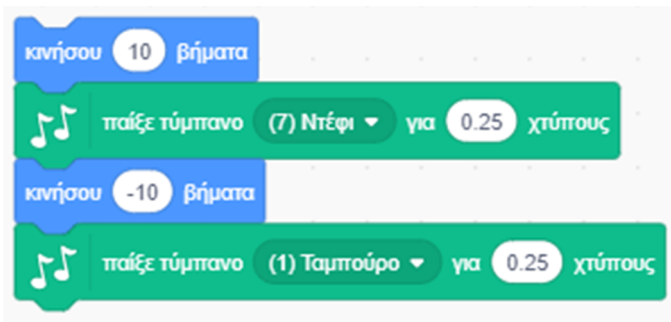 κινήσου 10 βήματα
παίξε τύμπανο (7) Ντέφι για 0.25 χτύπους
κινήσου -10 βήματα
παίξε τύμπανο (1) Ταμπούρο για 0.25 χτύπους